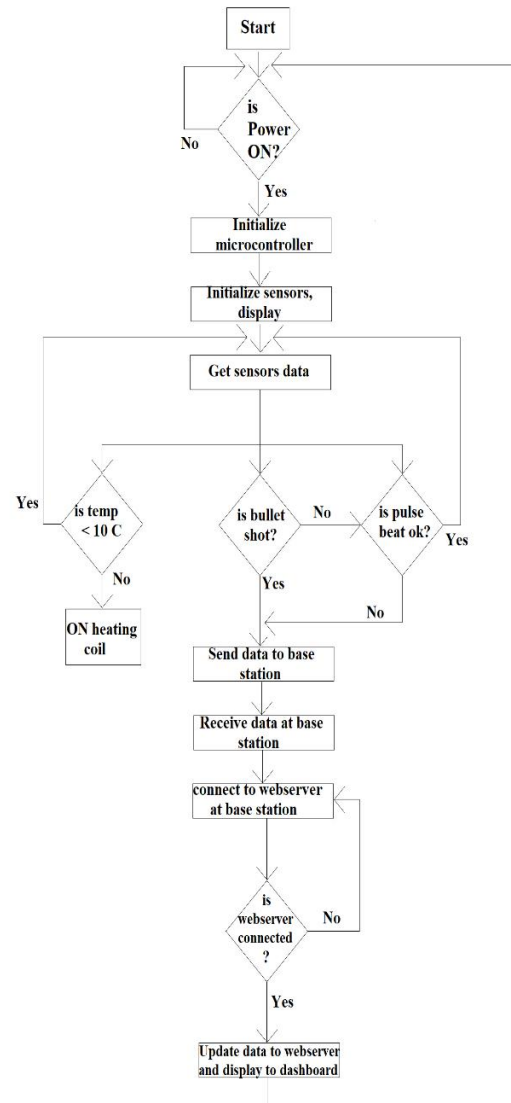 Start
is
Power
ON?
No
Yes
Initialize
microcontroller
Initialize sensors,
display
Get sensors data
Yes
is temp
< 10 C
No
ON heating
coil
is bullet
shot?
No
Yes
is pulse
beat ok?
Yes
No
Send data to base
station
Receive data at base
station
connect to webserver
at base station
is
webserver
connected
?
No
Yes
Update data to webserver
and display to dashboard